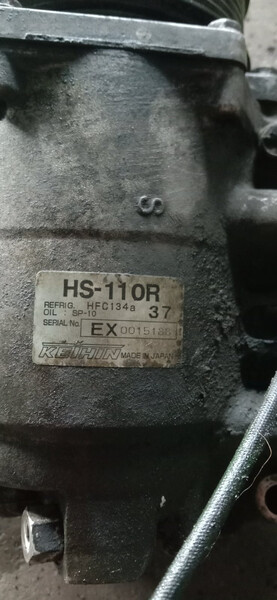 S
HS-110R
REFRIG. HFC134a 37
OIL : SP-10
SERIAL No. EX
KEIHIN MADE IN JAPAN